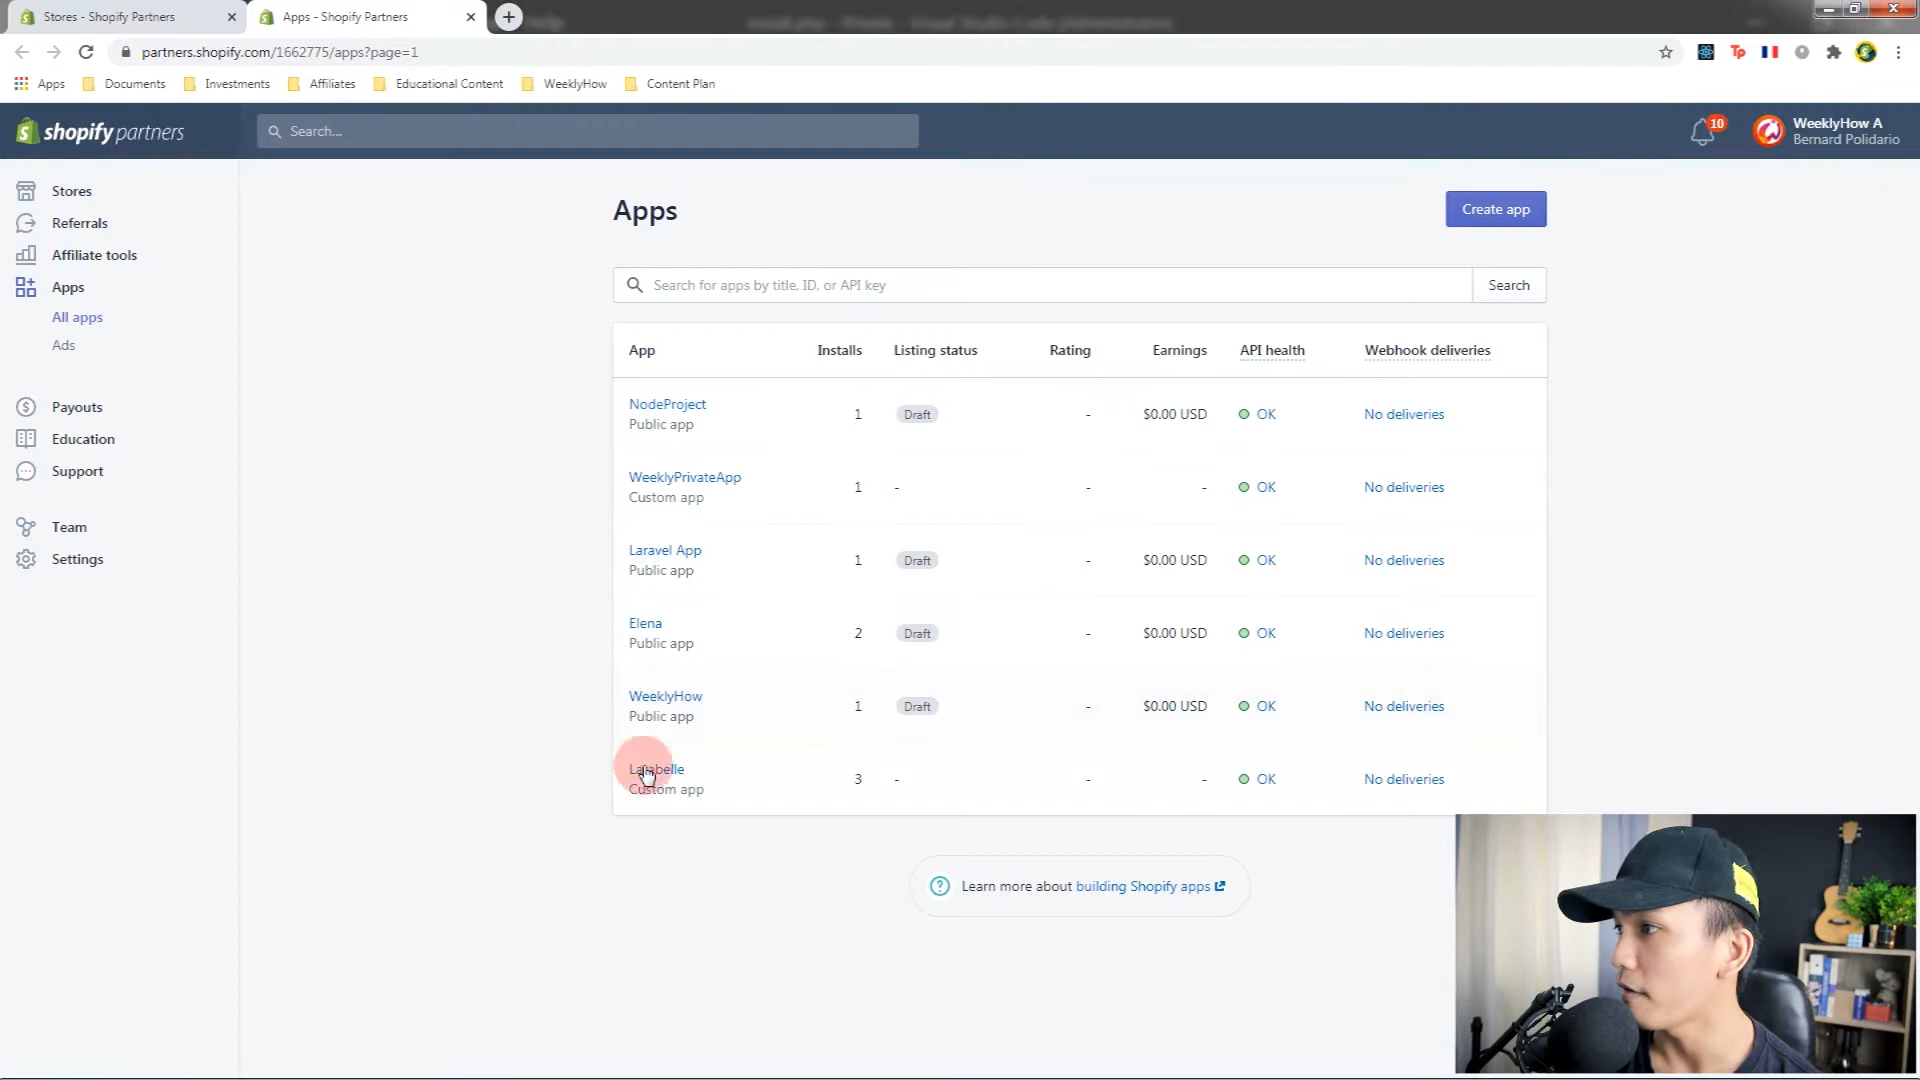 Stores - Shopify Partners
Apps - Shopify Partners
partners.shopify.com/1662775/apps?page=1
Apps
Documents
Investments
Affiliates
Educational Content
WeeklyHow
Content Plan
shopify partners
Search...
10
WeeklyHow A
Bernard Polidario
Stores
Referrals
Affiliate tools
Apps
All apps
Ads
Payouts
Education
Support
Team
Settings
Apps
Create app
Search for apps by title, ID, or API key
Search
App Installs Listing status Rating Earnings API health Webhook deliveries
NodeProject
Public app
1 Draft - $0.00 USD OK No deliveries
WeeklyPrivateApp
Custom app
1 - - - OK No deliveries
Laravel App
Public app
1 Draft - $0.00 USD OK No deliveries
Elena
Public app
2 Draft - $0.00 USD OK No deliveries
WeeklyHow
Public app
1 Draft - $0.00 USD OK No deliveries
Larabelle
Custom app
3 - - - OK No deliveries
Learn more about building Shopify apps